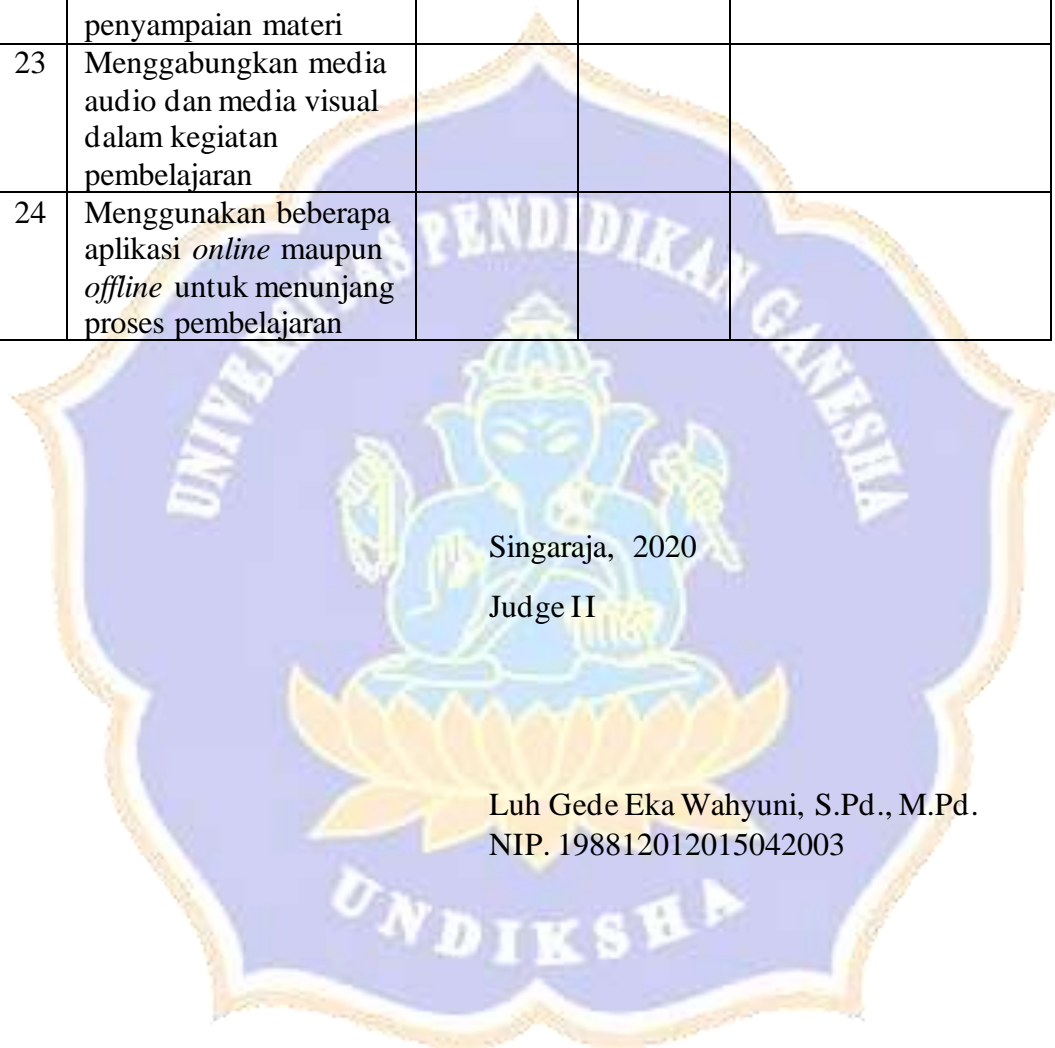 penyampaian materi
23 Menggabungkan media
audio dan media visual
dalam kegiatan
pembelajaran
24 Menggunakan beberapa
aplikasi online maupun
offline untuk menunjang
proses pembelajaran
UNIVERSITAS PENDIDIKAN GANESHA
Singaraja, 2020
Judge II
Luh Gede Eka Wahyuni, S.Pd., M.Pd.
NIP. 198812012015042003
UNDIKSHA